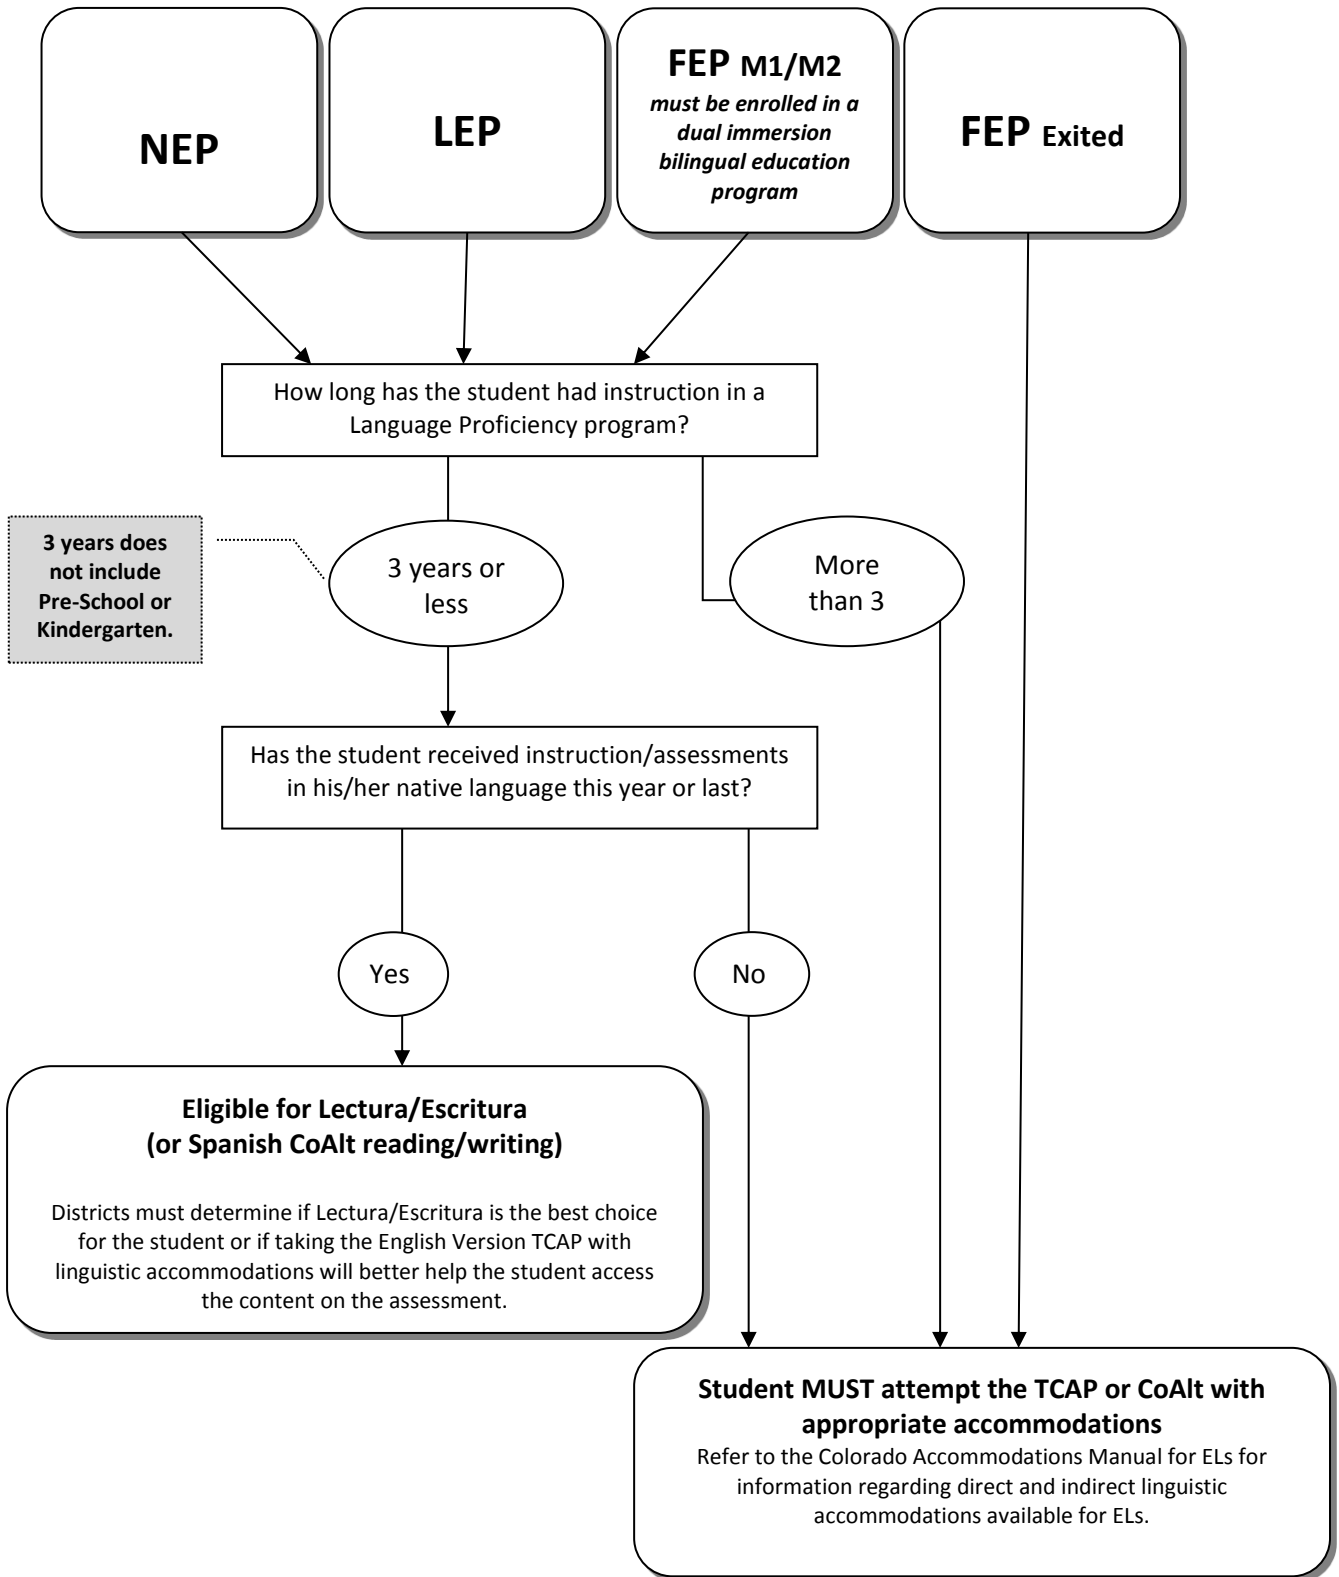 NEP
LEP
FEP M1/M2
must be enrolled in a
dual immersion
bilingual education
program
FEP Exited
How long has the student had instruction in a
Language Proficiency program?
3 years does
not include
Pre-School or
Kindergarten.
3 years or
less
More
than 3
Has the student received instruction/assessments
in his/her native language this year or last?
Yes
No
Eligible for Lectura/Escritura
(or Spanish CoAlt reading/writing)
Districts must determine if Lectura/Escritura is the best choice
for the student or if taking the English Version TCAP with
linguistic accommodations will better help the student access
the content on the assessment.
Student MUST attempt the TCAP or CoAlt with
appropriate accommodations
Refer to the Colorado Accommodations Manual for ELs for
information regarding direct and indirect linguistic
accommodations available for ELs.